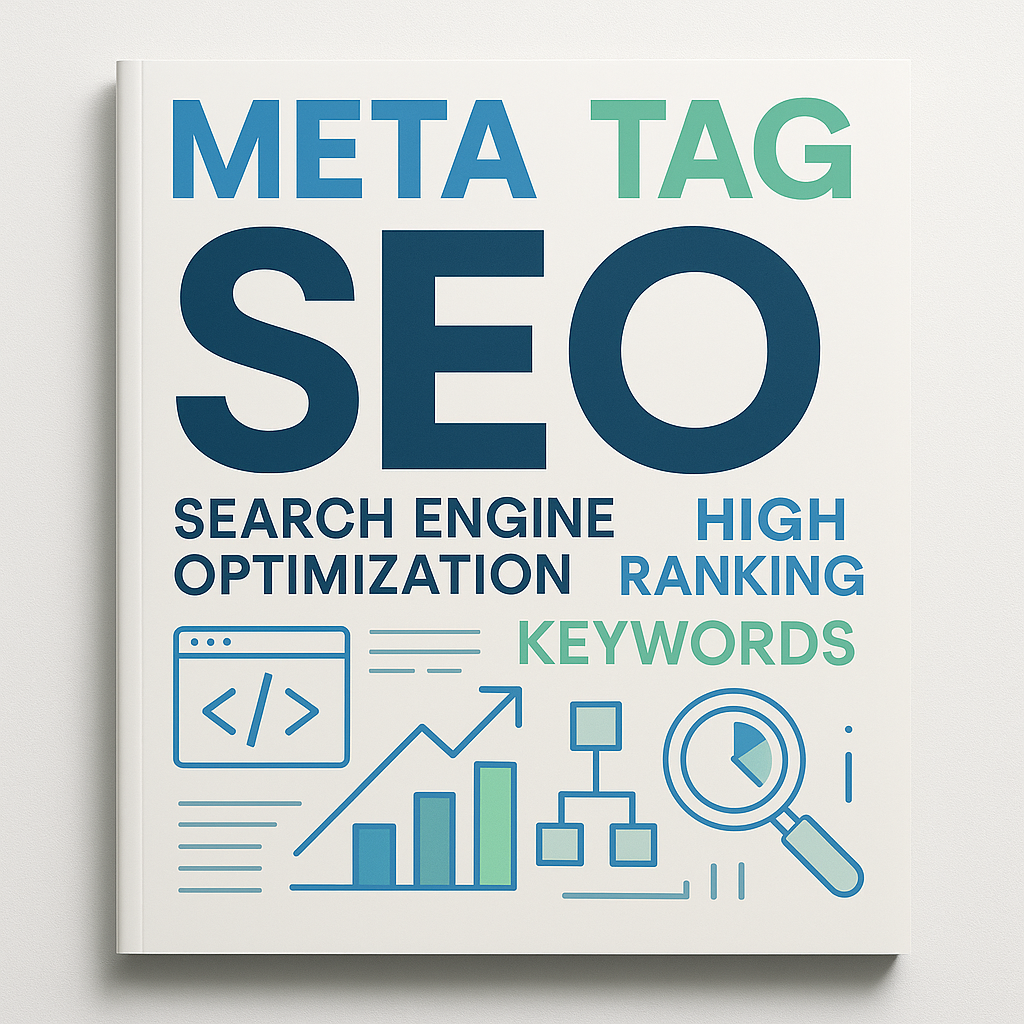 META TAG
SEO
SEARCH ENGINE
OPTIMIZATION
HIGH
RANKING
KEYWORDS
</>